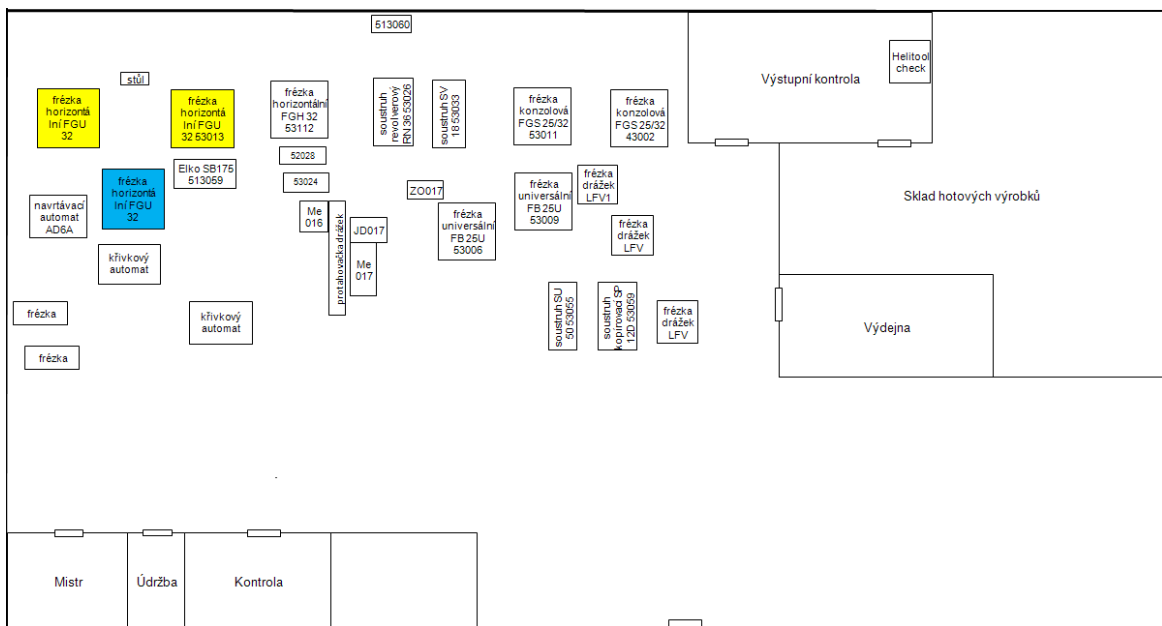 513060
stůl
Výstupní kontrola
Helitool
check
frézka
horizontá
lní FGU
32
frézka
horizontá
lní FGU
32 53013
frézka
horizontální
FGH 32
53112
soustruh
revolverový
RN 36 53026
soustruh SV
18 53033
frézka
konzolová
FGS 25/32
53011
frézka
konzolová
FGS 25/32
43002
52028
Elko SB175
513059
53024
frézka
horizontá
lní FGU
32
ZO017
frézka
universální
FB 25U
53009
frézka
drážek
LFV1
Sklad hotových výrobků
navrtávací
automat
AD6A
Me
016
protahovačka drážek
JD017
Me
017
frézka
universální
FB 25U
53006
frézka
drážek
LFV
křivkový
automat
soustruh SU
50 53055
soustruh
kopírovací SP
12D 53059
frézka
drážek
LFV
Výdejna
frézka
křivkový
automat
frézka
Mistr
Údržba
Kontrola